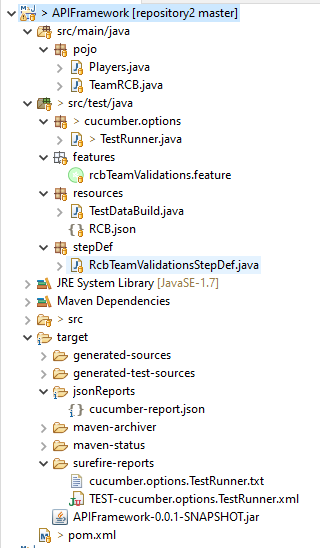 > APIFramework [repository2 master]
src/main/java
pojo
> Players.java
> TeamRCB.java
> src/test/java
> cucumber.options
> > TestRunner.java
features
rcbTeamValidations.feature
resources
> TestDataBuild.java
{ } RCB.json
stepDef
> RcbTeamValidationsStepDef.java
> JRE System Library [JavaSE-1.7]
> Maven Dependencies
> > src
target
> generated-sources
> generated-test-sources
jsonReports
{ } cucumber-report.json
> maven-archiver
> maven-status
surefire-reports
cucumber.options.TestRunner.txt
TEST-cucumber.options.TestRunner.xml
APIFramework-0.0.1-SNAPSHOT.jar
> pom.xml